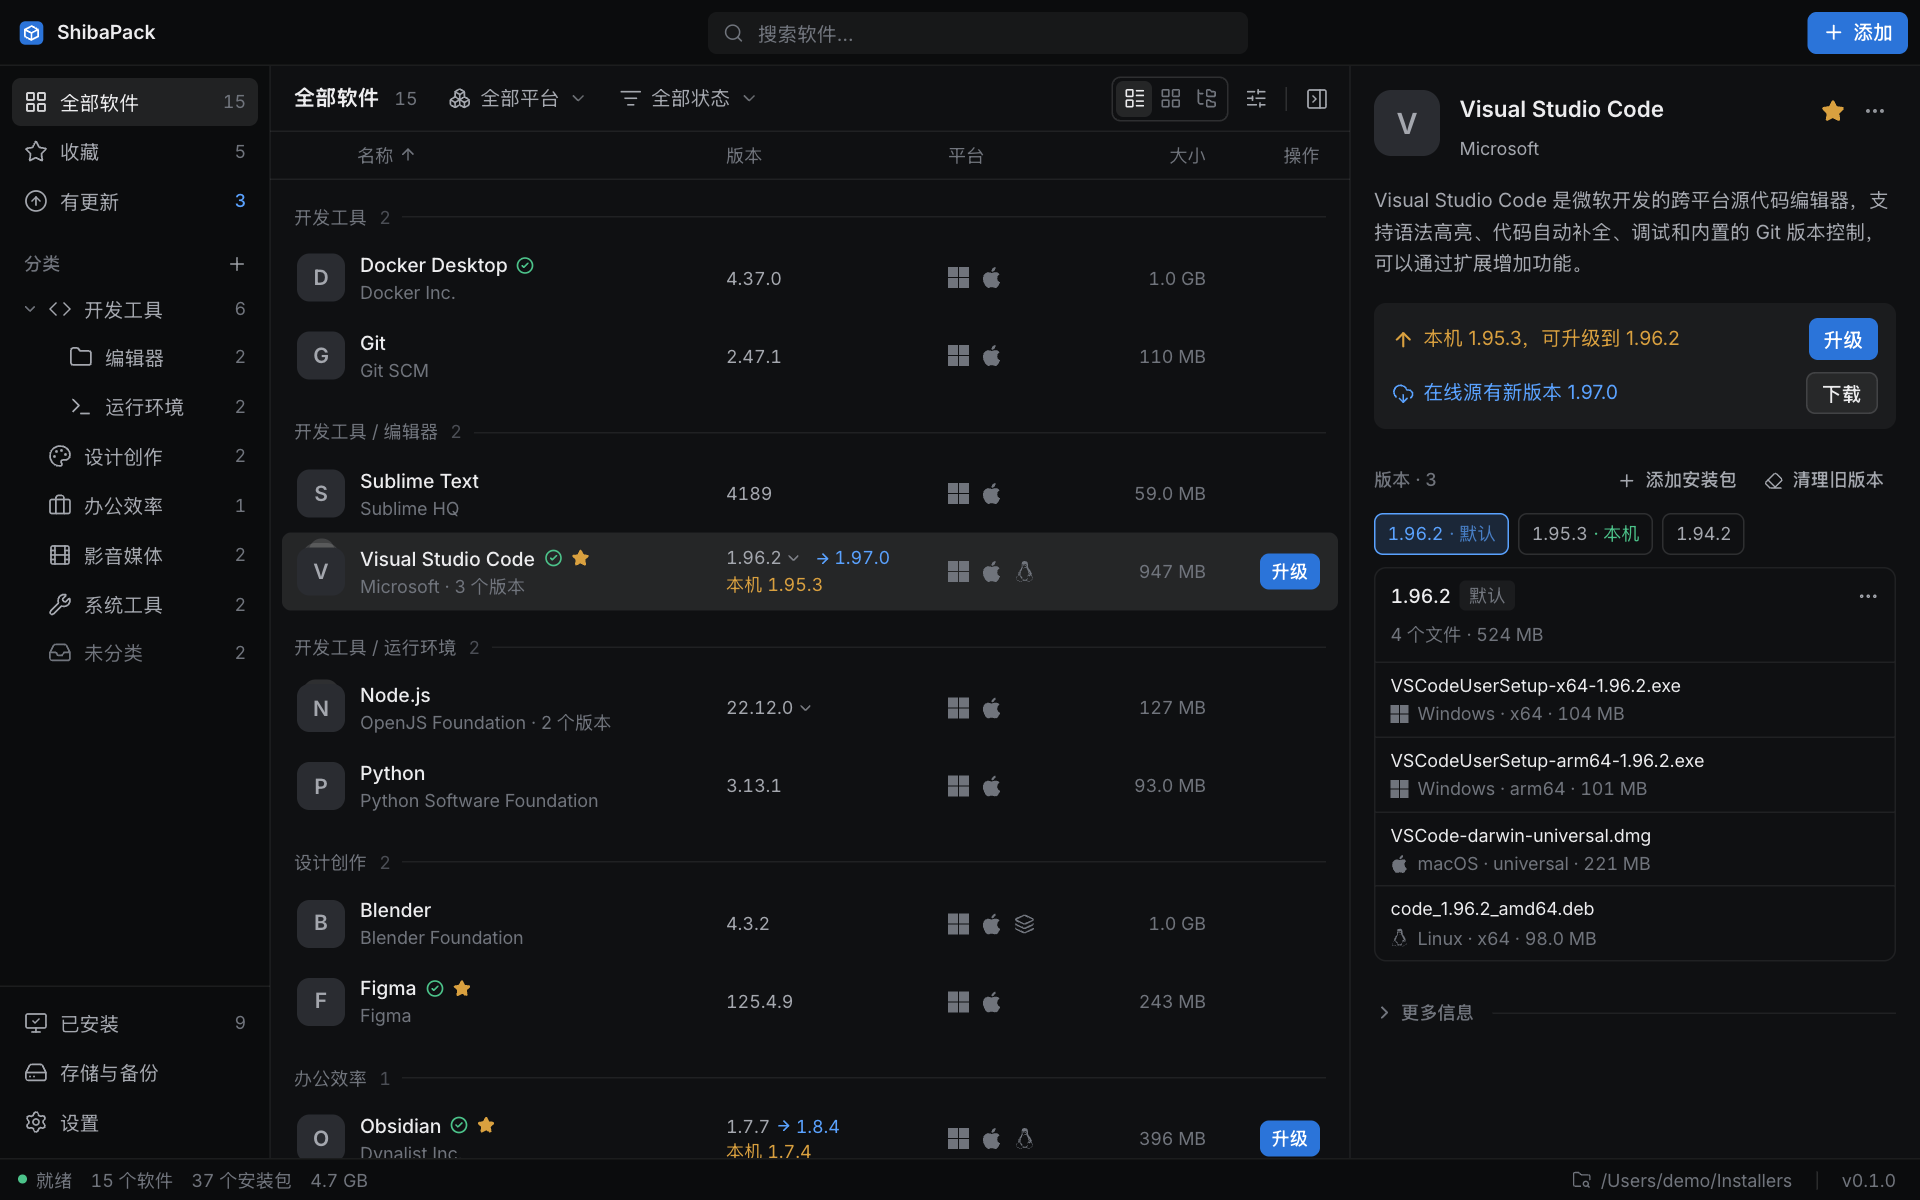 ShibaPack
搜索软件...
添加
全部软件 15
收藏 5
有更新 3
分类
开发工具 6
编辑器 2
运行环境 2
设计创作 2
办公效率 1
影音媒体 2
系统工具 2
未分类 2
已安装 9
存储与备份
设置
全部软件 15 全部平台 全部状态
名称 版本 平台 大小 操作
开发工具 2
D
Docker Desktop
Docker Inc.
4.37.0
1.0 GB
G
Git
Git SCM
2.47.1
110 MB
开发工具 / 编辑器 2
S
Sublime Text
Sublime HQ
4189
59.0 MB
V
Visual Studio Code
Microsoft · 3 个版本
1.96.2 → 1.97.0
本机 1.95.3
947 MB
升级
开发工具 / 运行环境 2
N
Node.js
OpenJS Foundation · 2 个版本
22.12.0
127 MB
P
Python
Python Software Foundation
3.13.1
93.0 MB
设计创作 2
B
Blender
Blender Foundation
4.3.2
1.0 GB
F
Figma
Figma
125.4.9
243 MB
办公效率 1
O
Obsidian
Dynalist Inc.
1.7.7 → 1.8.4
本机 1.7.4
396 MB
升级
V
Visual Studio Code
Microsoft
Visual Studio Code 是微软开发的跨平台源代码编辑器，支
持语法高亮、代码自动补全、调试和内置的 Git 版本控制，
可以通过扩展增加功能。
本机 1.95.3，可升级到 1.96.2
升级
在线源有新版本 1.97.0
下载
版本 · 3
添加安装包
清理旧版本
1.96.2 · 默认
1.95.3 · 本机
1.94.2
1.96.2 默认
4 个文件 · 524 MB
VSCodeUserSetup-x64-1.96.2.exe
Windows · x64 · 104 MB
VSCodeUserSetup-arm64-1.96.2.exe
Windows · arm64 · 101 MB
VSCode-darwin-universal.dmg
macOS · universal · 221 MB
code_1.96.2_amd64.deb
Linux · x64 · 98.0 MB
更多信息
就绪 15 个软件 37 个安装包 4.7 GB
/Users/demo/Installers
v0.1.0